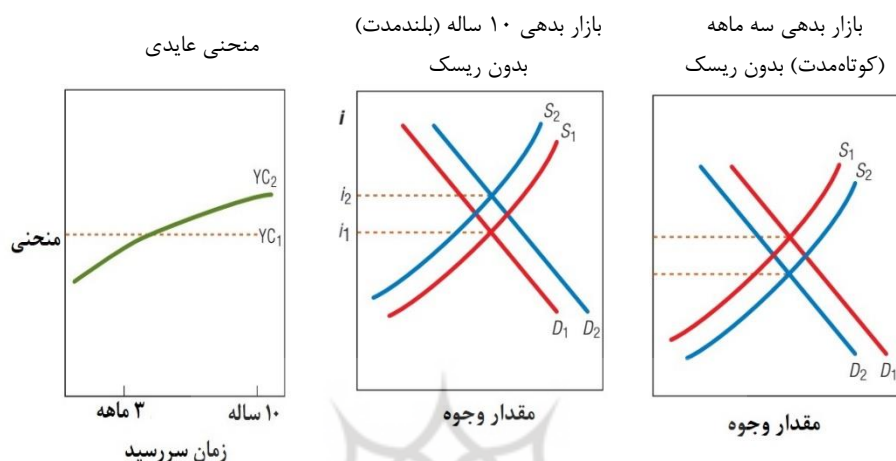 بازار بدهی سه ماهه
(کوتاه‌مدت) بدون ریسک
S1
S2
D2
D1
مقدار وجوه
بازار بدهی ۱۰ ساله (بلندمدت)
بدون ریسک
i
S2
S1
i2
i1
D1
D2
مقدار وجوه
منحنی عایدی
YC2
YC1
منحنی
۳ ماهه
۱۰ ساله
زمان سررسید